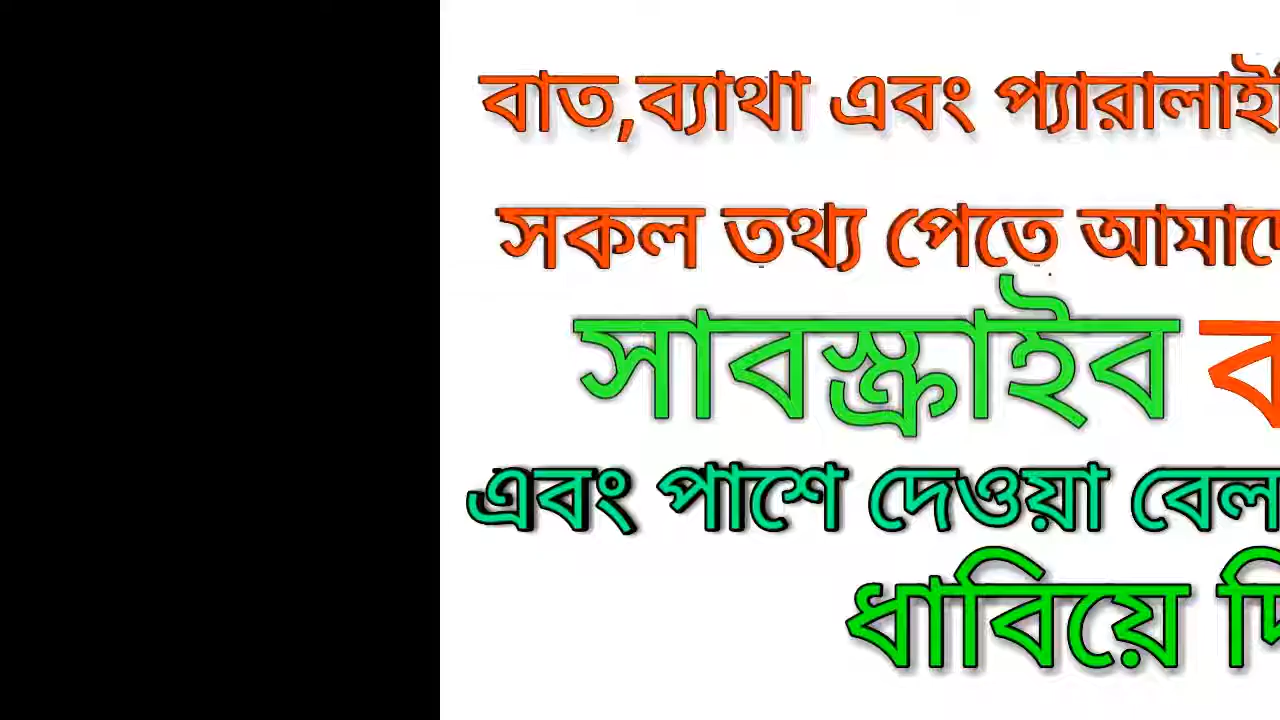 বাত,ব্যাথা এবং
সকল তথ্য পেতে
সাবস্ক্রাইব
এবং পাশে দেওয়া বেল
ধাবিয়ে